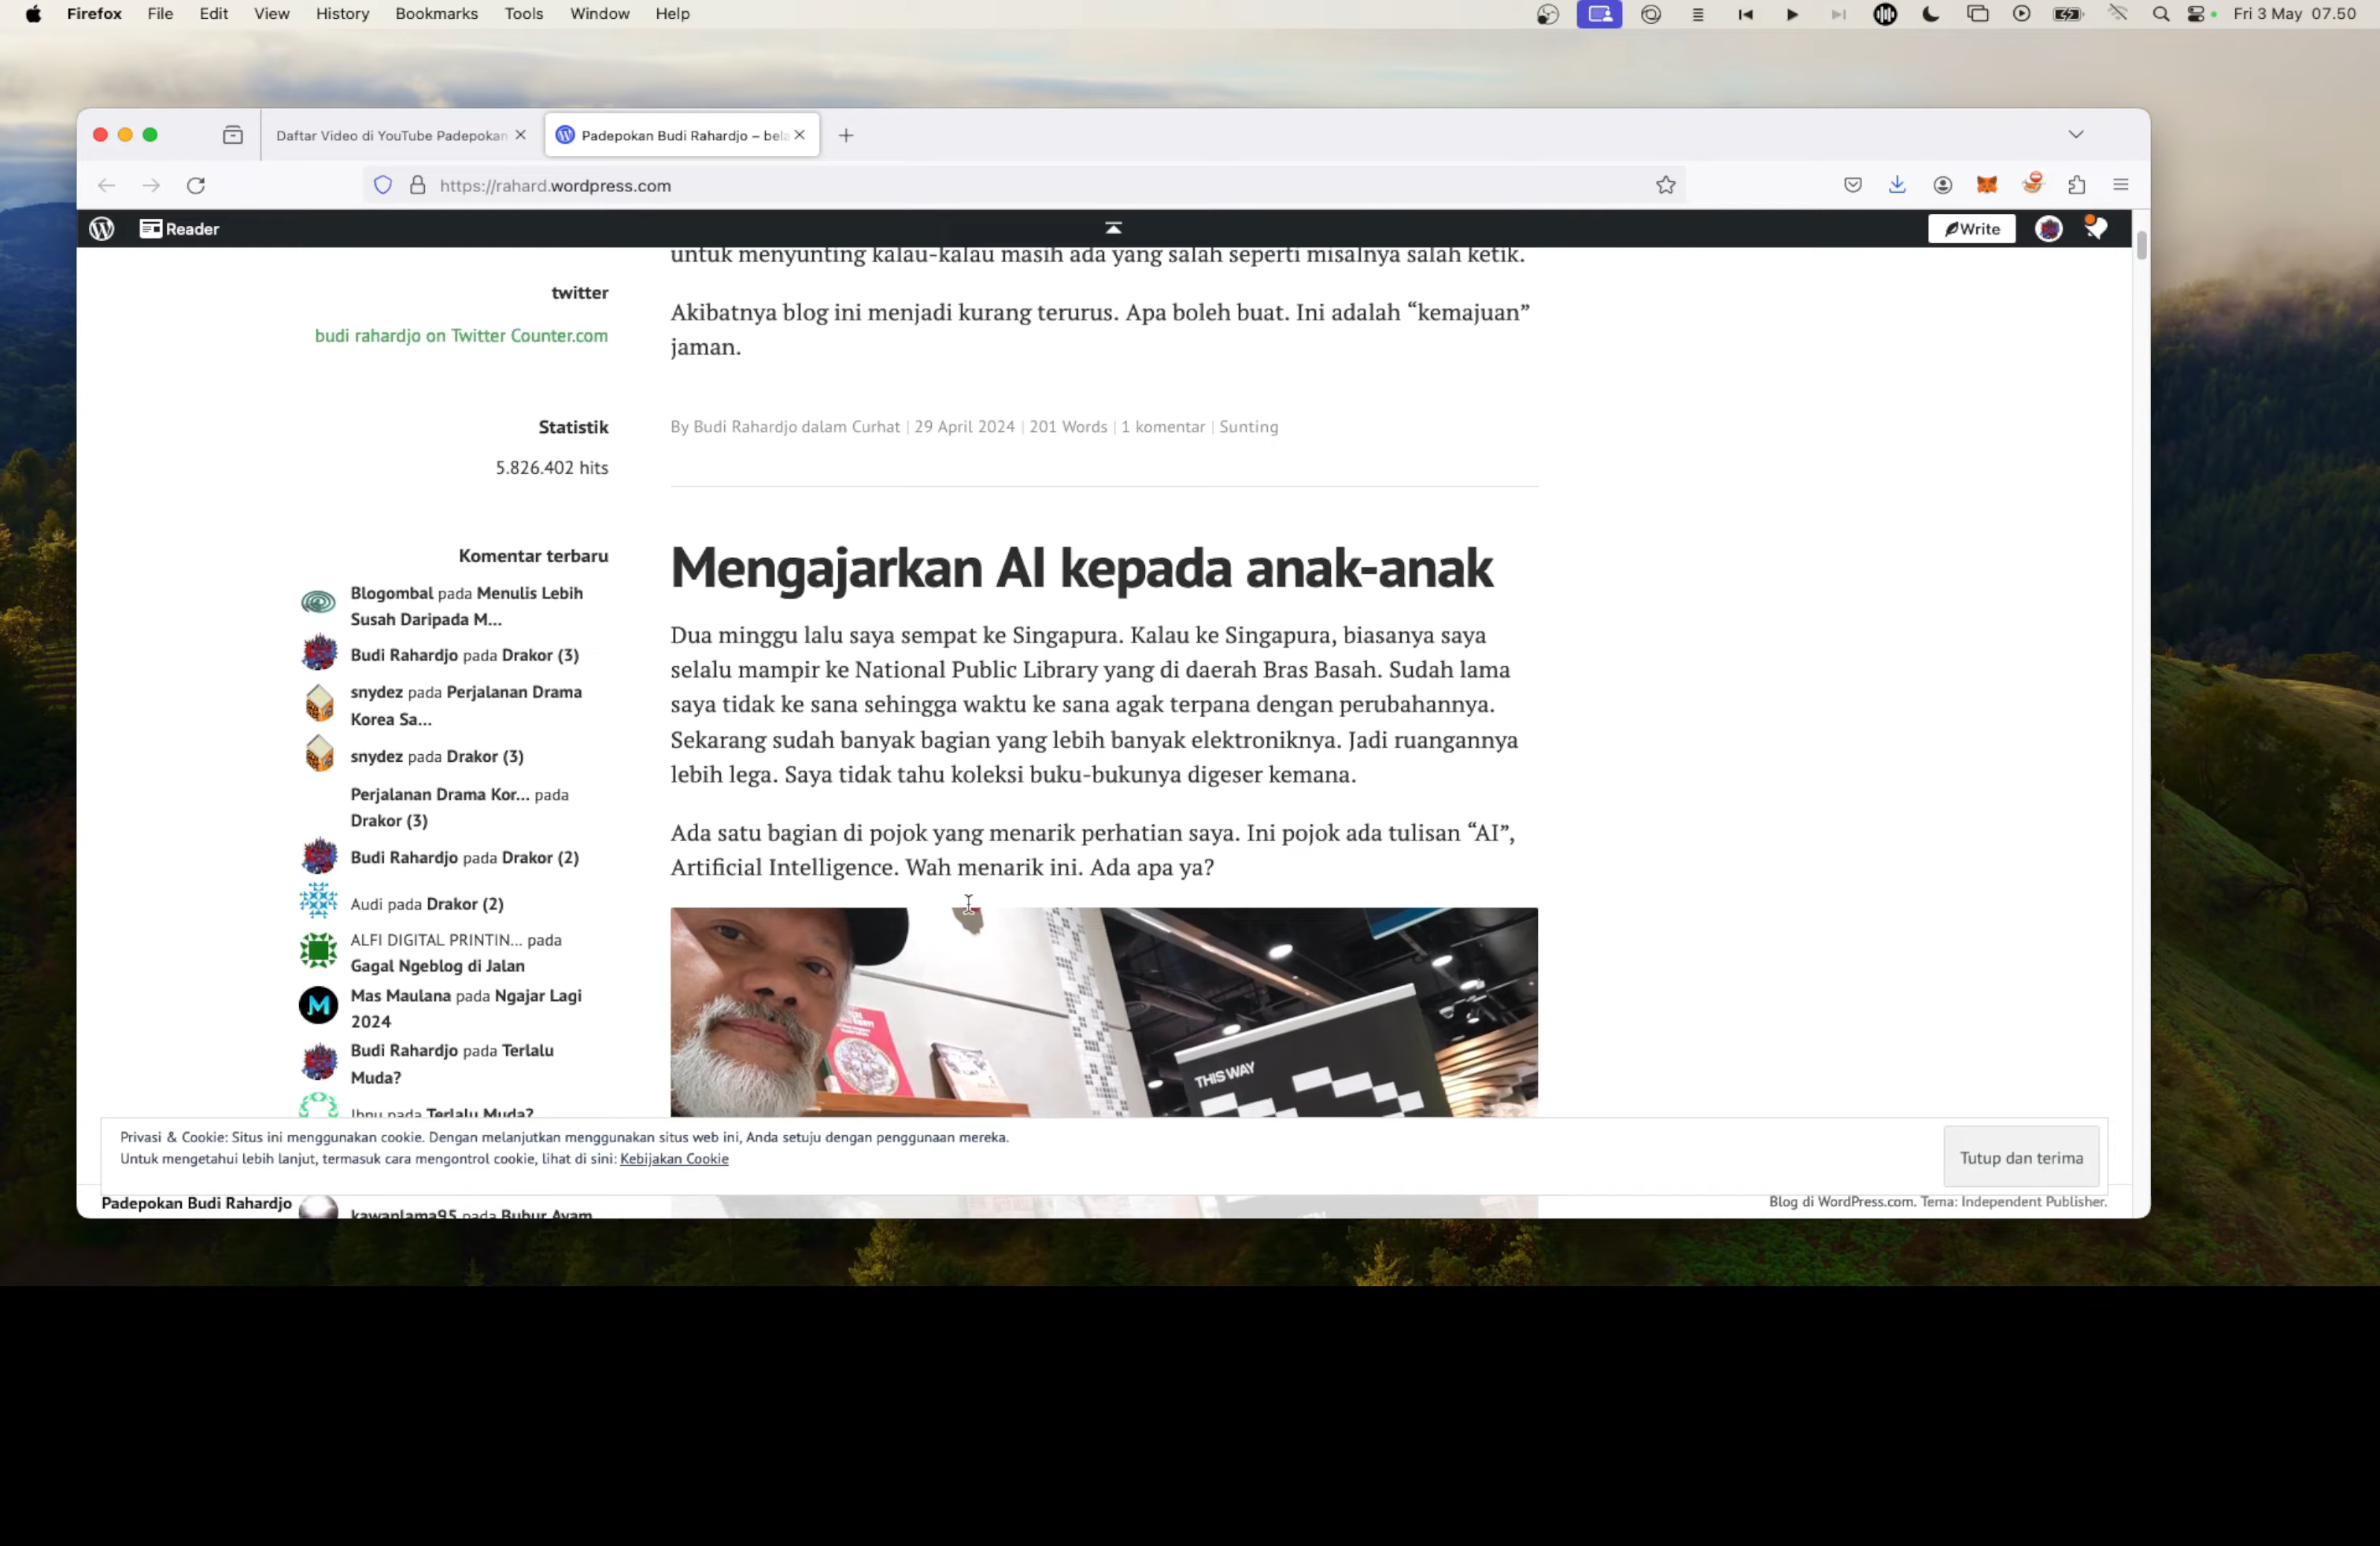 Firefox File Edit View History Bookmarks Tools Window Help
Fri 3 May 07.50
Daftar Video di YouTube Padepokan
Padepokan Budi Rahardjo – bela
https://rahard.wordpress.com
Reader
Write
untuk menyunting kalau-kalau masih ada yang salah seperti misalnya salah ketik.
Akibatnya blog ini menjadi kurang terurus. Apa boleh buat. Ini adalah “kemajuan”
jaman.
By Budi Rahardjo dalam Curhat | 29 April 2024 | 201 Words | 1 komentar | Sunting
twitter
budi rahardjo on Twitter Counter.com
Statistik
5.826.402 hits
Komentar terbaru
Blogombal pada Menulis Lebih
Susah Daripada M...
Budi Rahardjo pada Drakor (3)
snydez pada Perjalanan Drama
Korea Sa...
snydez pada Drakor (3)
Perjalanan Drama Kor... pada
Drakor (3)
Budi Rahardjo pada Drakor (2)
Audi pada Drakor (2)
ALFI DIGITAL PRINTIN... pada
Gagal Ngeblog di Jalan
Mas Maulana pada Ngajar Lagi
2024
Budi Rahardjo pada Terlalu
Muda?
Ibnu pada Terlalu Muda?
Mengajarkan AI kepada anak-anak
Dua minggu lalu saya sempat ke Singapura. Kalau ke Singapura, biasanya saya
selalu mampir ke National Public Library yang di daerah Bras Basah. Sudah lama
saya tidak ke sana sehingga waktu ke sana agak terpana dengan perubahannya.
Sekarang sudah banyak bagian yang lebih banyak elektroniknya. Jadi ruangannya
lebih lega. Saya tidak tahu koleksi buku-bukunya digeser kemana.
Ada satu bagian di pojok yang menarik perhatian saya. Ini pojok ada tulisan “AI”,
Artificial Intelligence. Wah menarik ini. Ada apa ya?
THIS WAY
Privasi & Cookie: Situs ini menggunakan cookie. Dengan melanjutkan menggunakan situs web ini, Anda setuju dengan penggunaan mereka.
Untuk mengetahui lebih lanjut, termasuk cara mengontrol cookie, lihat di sini: Kebijakan Cookie
Tutup dan terima
Padepokan Budi Rahardjo
kawanlama95 pada Bubur Ayam
Blog di WordPress.com. Tema: Independent Publisher.